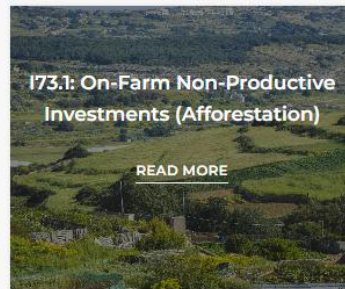 I73.1: On-Farm Non-Productive
Investments (Afforestation)
READ MORE